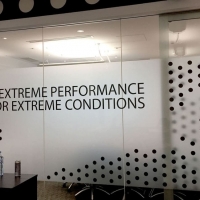 EXTREME PERFORMANCE
OR EXTREME CONDITIONS